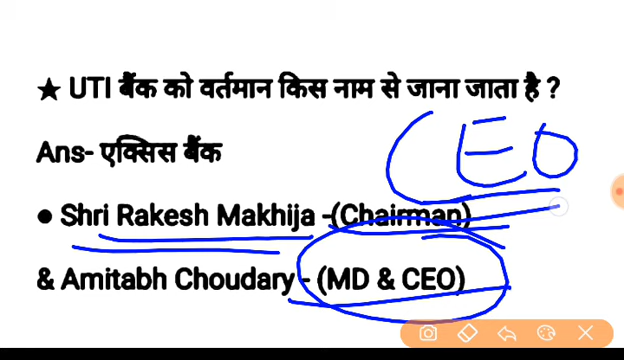 ★ UTI बैंक को वर्तमान किस नाम से जाना जाता है ?
CEO
Ans- एक्सिस बैंक
● Shri Rakesh Makhija -(Chairman)
& Amitabh Choudary - (MD & CEO)